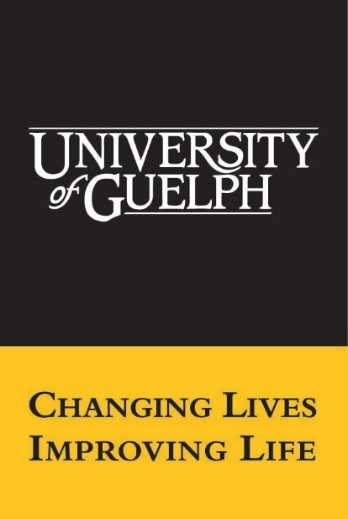 UNIVERSITY
of GUELPH
CHANGING LIVES
IMPROVING LIFE